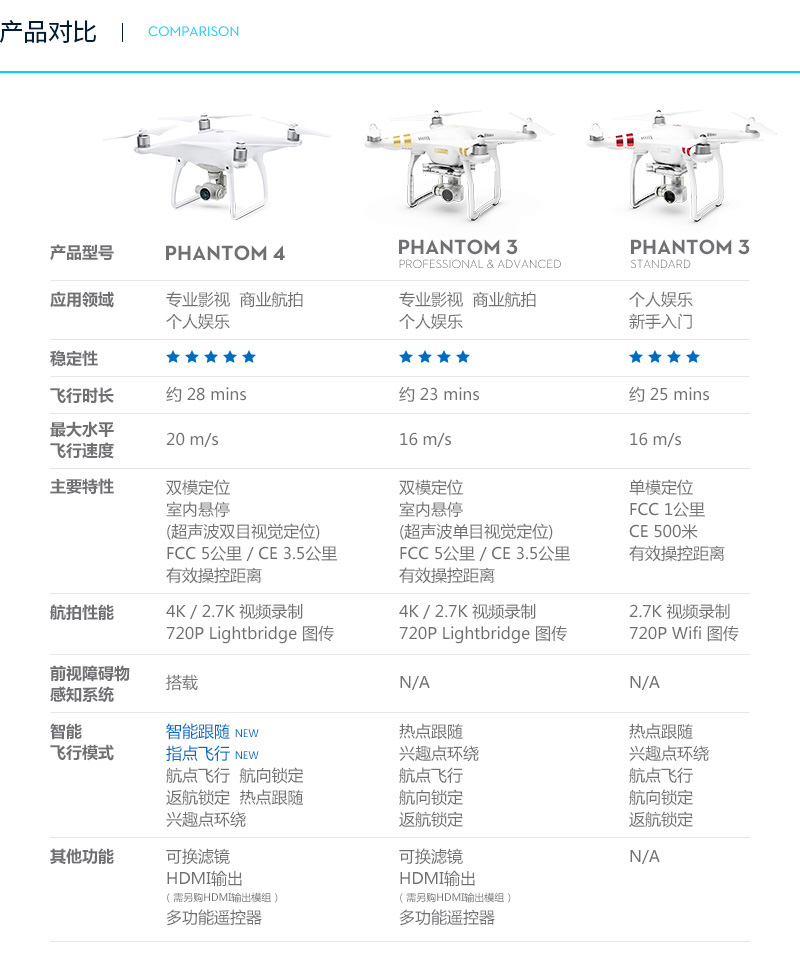 产品对比 | COMPARISON
产品型号 PHANTOM 4 PHANTOM 3 PHANTOM 3
PROFESSIONAL & ADVANCED STANDARD
应用领域 专业影视 商业航拍 专业影视 商业航拍 个人娱乐
个人娱乐 个人娱乐 新手入门
稳定性 ★★★★★ ★★★★ ★★★★
飞行时长 约 28 mins 约 23 mins 约 25 mins
最大水平
飞行速度 20 m/s 16 m/s 16 m/s
主要特性 双模定位 双模定位 单模定位
室内悬停 室内悬停 FCC 1公里
(超声波双目视觉定位) (超声波单目视觉定位) CE 500米
FCC 5公里 / CE 3.5公里 FCC 5公里 / CE 3.5公里 有效操控距离
有效操控距离 有效操控距离
航拍性能 4K / 2.7K 视频录制 4K / 2.7K 视频录制 2.7K 视频录制
720P Lightbridge 图传 720P Lightbridge 图传 720P Wifi 图传
前视障碍物
感知系统 搭载 N/A N/A
智能 智能跟随 NEW 热点跟随 热点跟随
飞行模式 指点飞行 NEW 兴趣点环绕 兴趣点环绕
航点飞行 航向锁定 航点飞行 航点飞行
返航锁定 热点跟随 航向锁定 航向锁定
兴趣点环绕 返航锁定 返航锁定
其他功能 可换滤镜 可换滤镜 N/A
HDMI输出 HDMI输出
（需另购HDMI输出模组） （需另购HDMI输出模组）
多功能遥控器 多功能遥控器